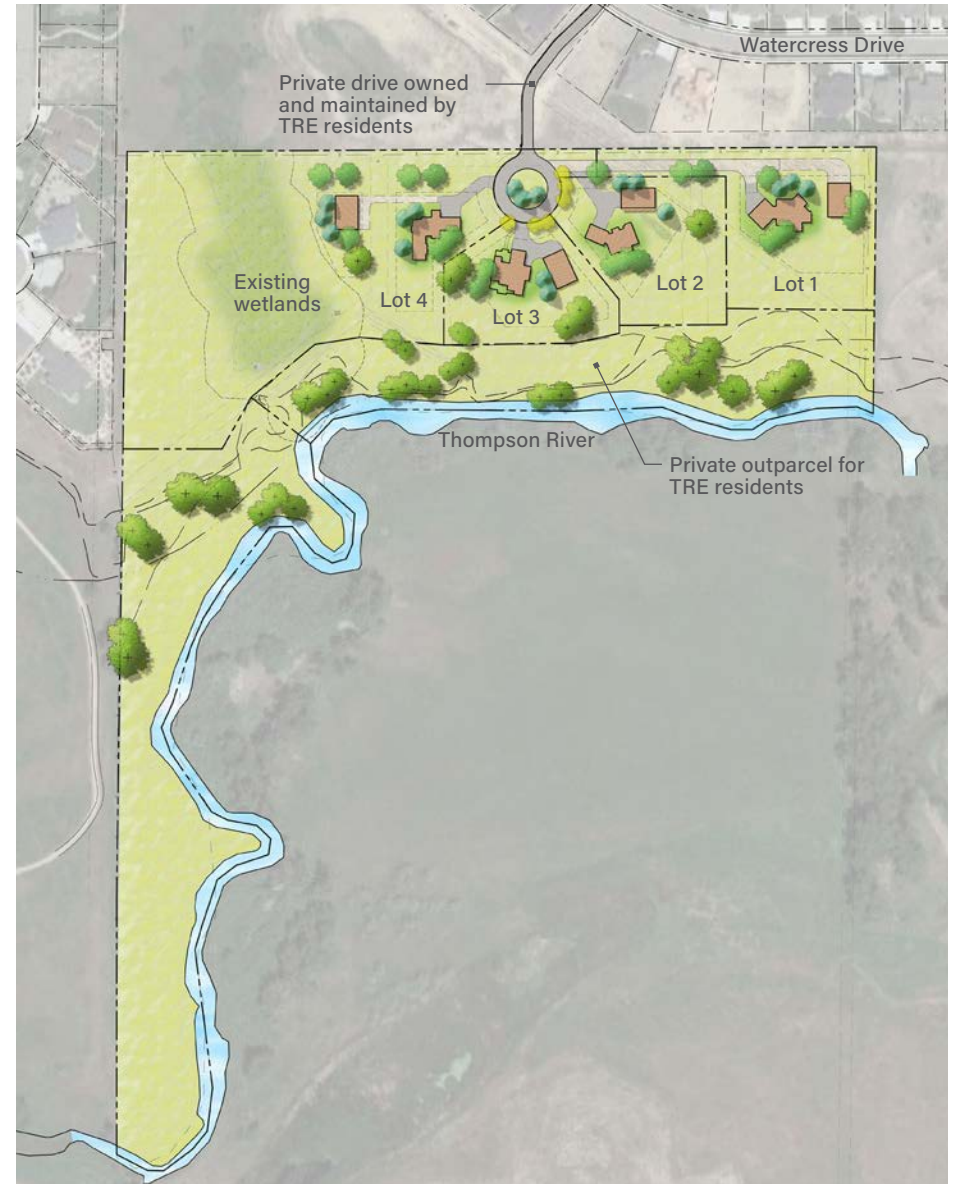 Watercress Drive
Private drive owned
and maintained by
TRE residents
Existing
wetlands
Lot 4
Lot 3
Lot 2
Lot 1
Thompson River
Private outparcel for
TRE residents